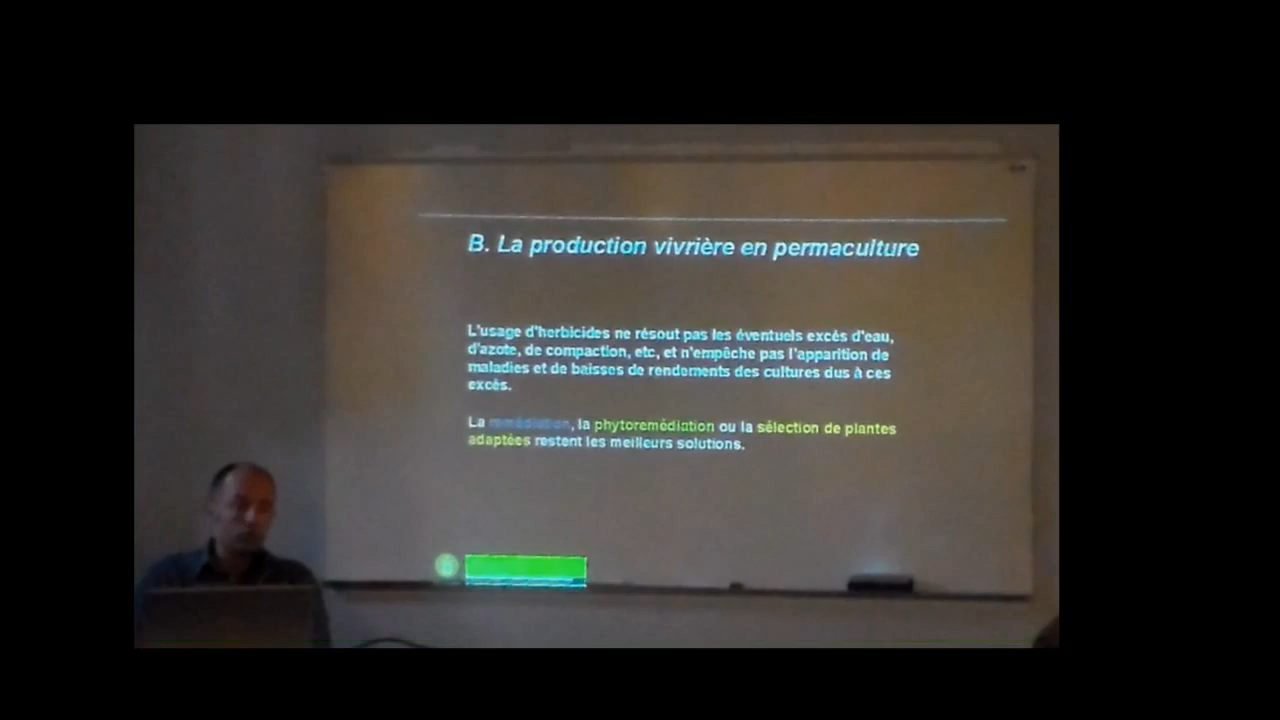 B. La production vivrière en permaculture
L'usage d'herbicides ne résout pas les éventuels excés d'eau,
d'azote, de compaction, etc, et n'empêche pas l'apparition de
maladies et de baisses de rendements des cultures dus à ces
excés.
La remédiation, la phytoremédiation ou la sélection de plantes
adaptées restent les meilleurs solutions.